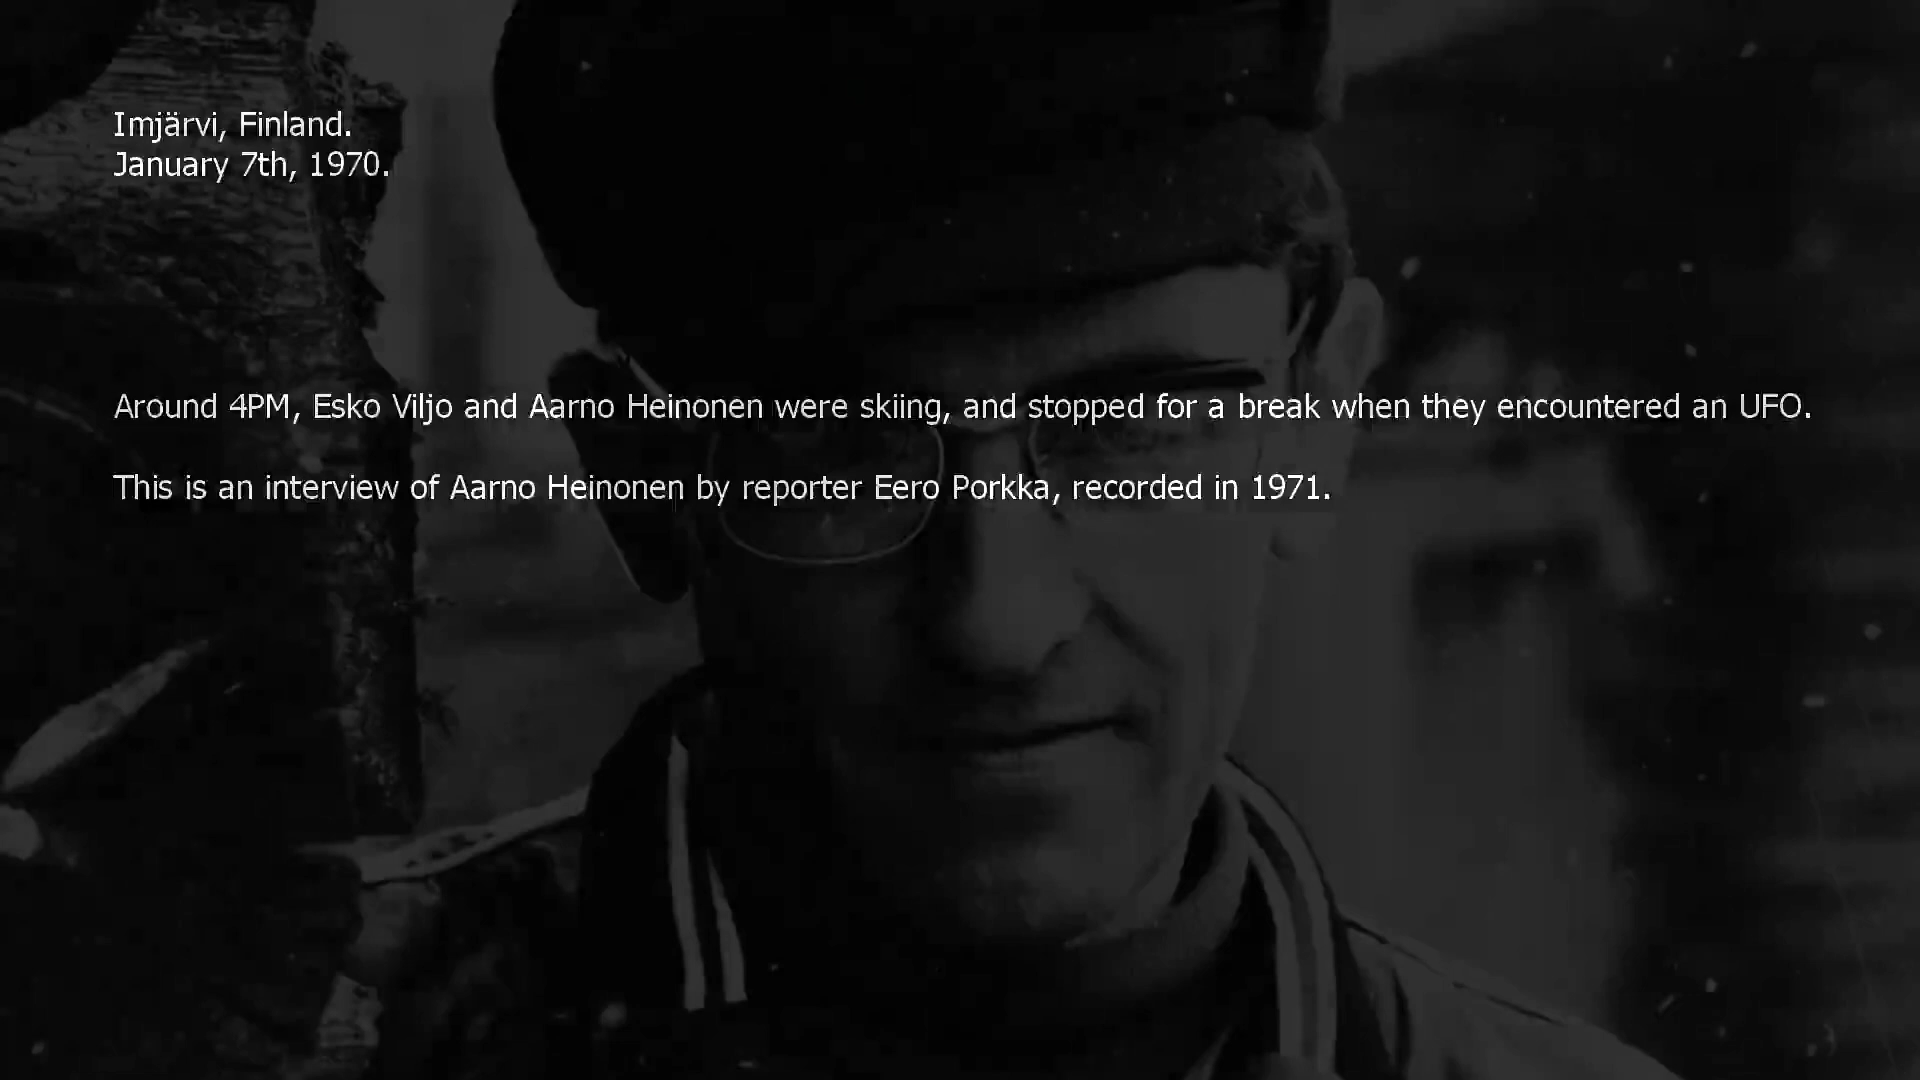 Imjärvi, Finland.
January 7th, 1970.
Around 4PM, Esko Viljo and Aarno Heinonen were skiing, and stopped for a break when they encountered an UFO.
This is an interview of Aarno Heinonen by reporter Eero Porkka, recorded in 1971.